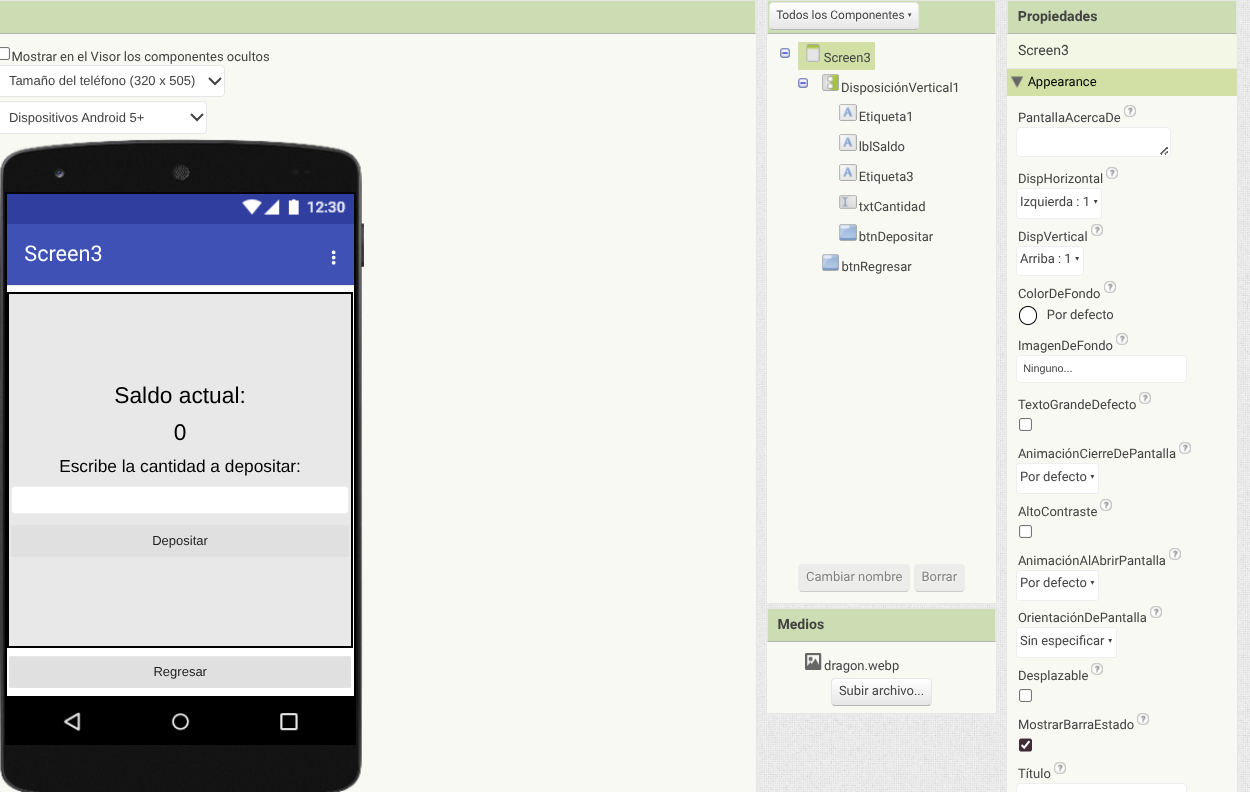 Mostrar en el Visor los componentes ocultos
Tamaño del teléfono (320 x 505)
Dispositivos Android 5+
12:30
Screen3
Saldo actual:
0
Escribe la cantidad a depositar:
Depositar
Regresar
Todos los Componentes
Screen3
DisposiciónVertical1
Etiqueta1
lblSaldo
Etiqueta3
txtCantidad
btnDepositar
btnRegresar
Cambiar nombre
Borrar
Medios
dragon.webp
Subir archivo...
Propiedades
Screen3
Appearance
PantallaAcercaDe
DispHorizontal
Izquierda : 1
DispVertical
Arriba : 1
ColorDeFondo
Por defecto
ImagenDeFondo
Ninguno...
TextoGrandeDefecto
AnimaciónCierreDePantalla
Por defecto
AltoContraste
AnimaciónAlAbrirPantalla
Por defecto
OrientaciónDePantalla
Sin especificar
Desplazable
MostrarBarraEstado
Título